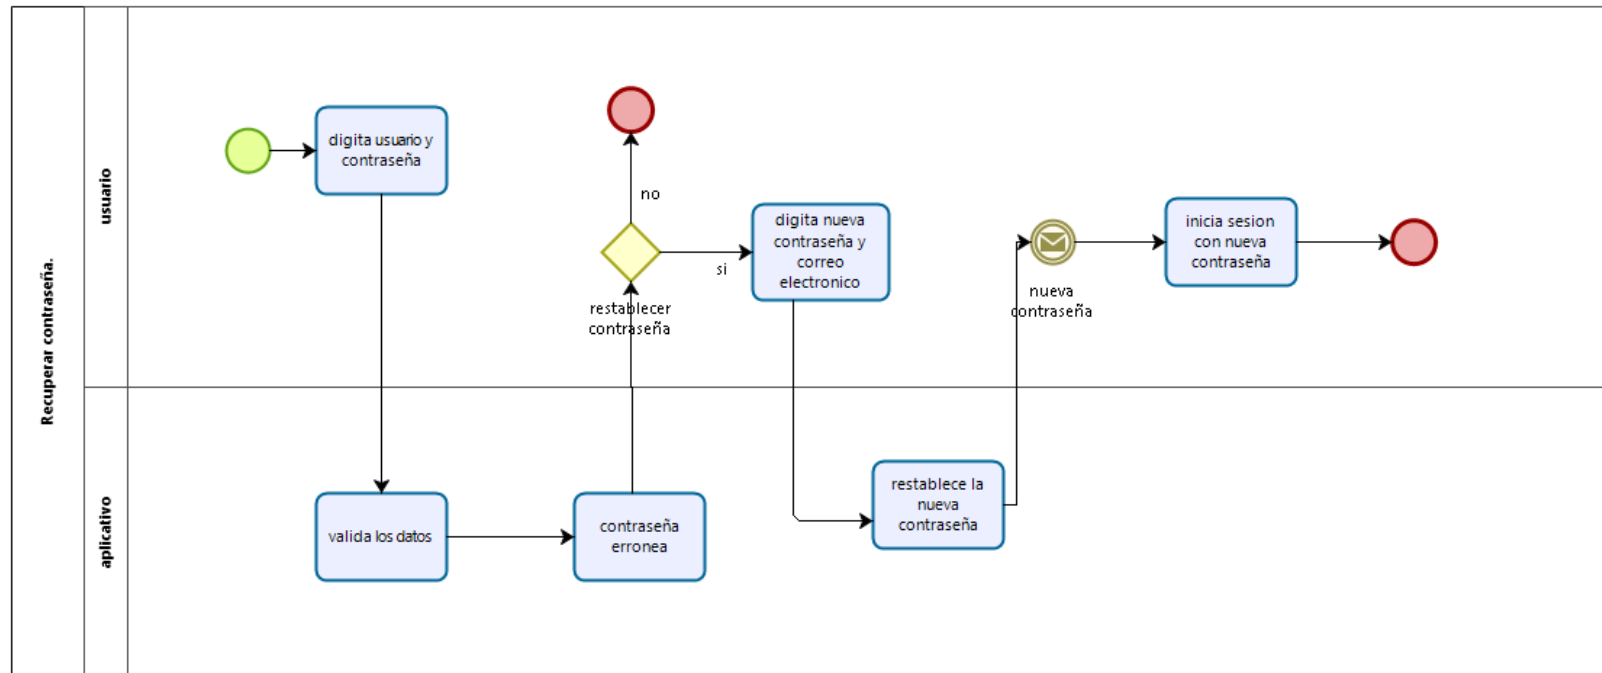 Recuperar contraseña.
usuario
digita usuario y
contraseña
no
restablecer
contraseña
si
digita nueva
contraseña y
correo
electronico
nueva
contraseña
inicia sesion
con nueva
contraseña
aplicativo
valida los datos
contraseña
erronea
restablece la
nueva
contraseña